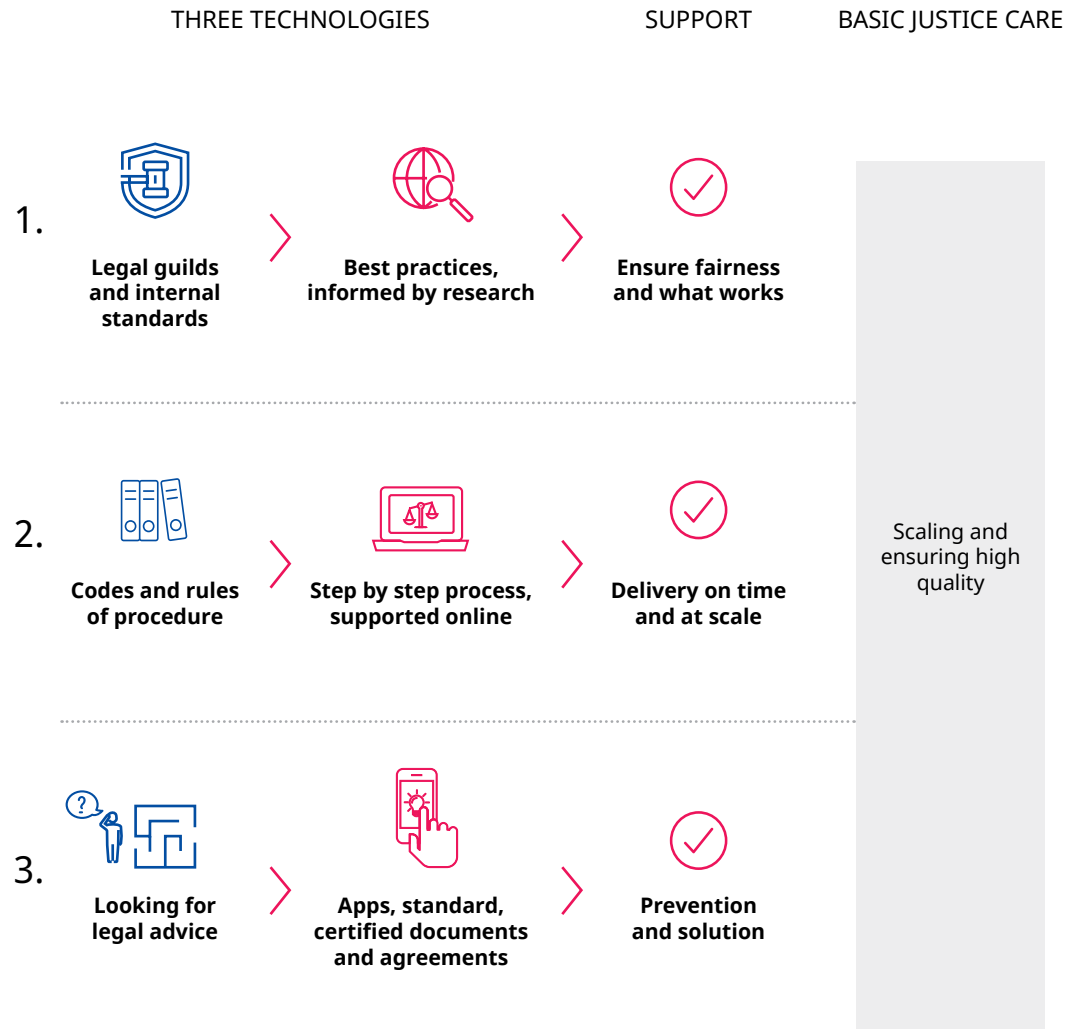 THREE TECHNOLOGIES
SUPPORT
BASIC JUSTICE CARE
1.
Legal guilds
and internal
standards
Best practices,
informed by research
Ensure fairness
and what works
2.
Codes and rules
of procedure
Step by step process,
supported online
Delivery on time
and at scale
Scaling and
ensuring high
quality
3.
?
Looking for
legal advice
Apps, standard,
certified documents
and agreements
Prevention
and solution